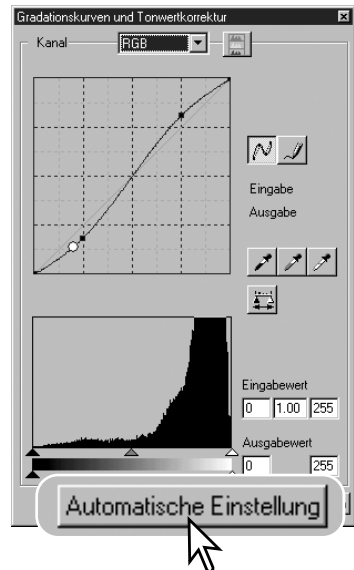 Gradationskurven und Tonwertkorrektur
Kanal RGB
Eingabe
Ausgabe
Eingabewert
0 1.00 255
Ausgabewert
0 255
Automatische Einstellung